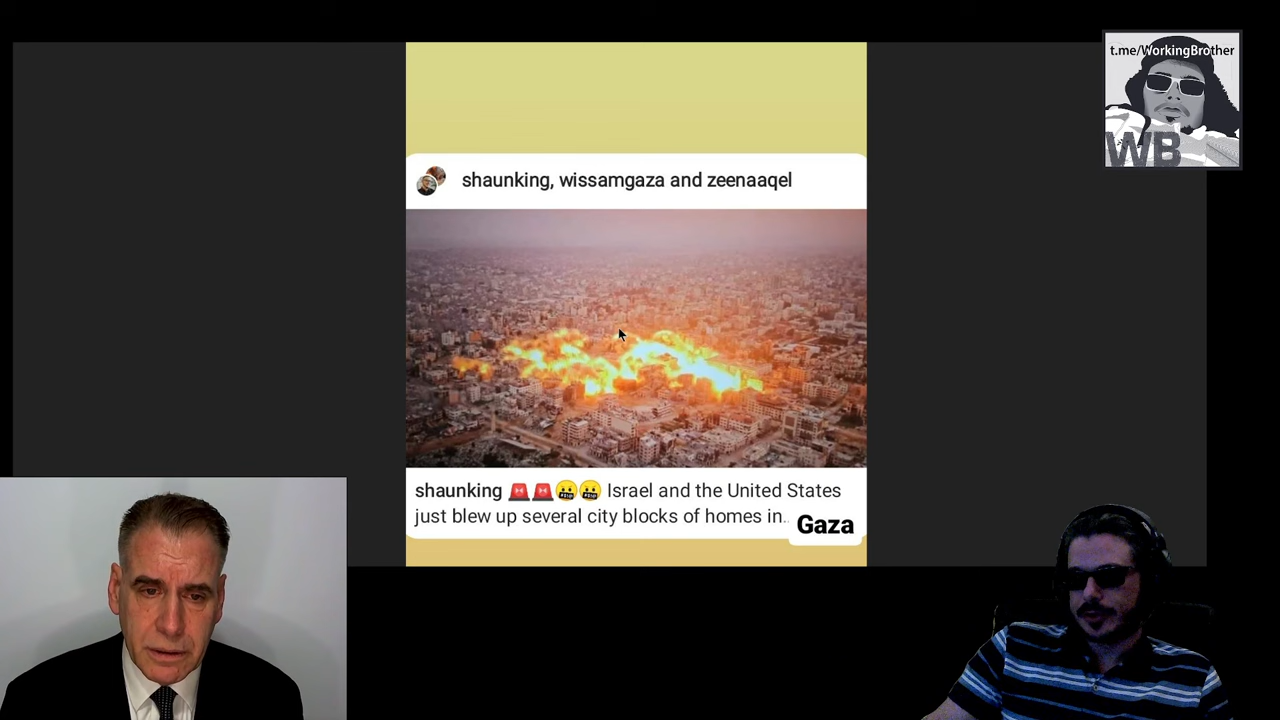 t.me/WorkingBrother
WB
shaunking, wissamgaza and zeenaaqel
shaunking 🚨🚨🤬🤬 Israel and the United States
just blew up several city blocks of homes in..
Gaza